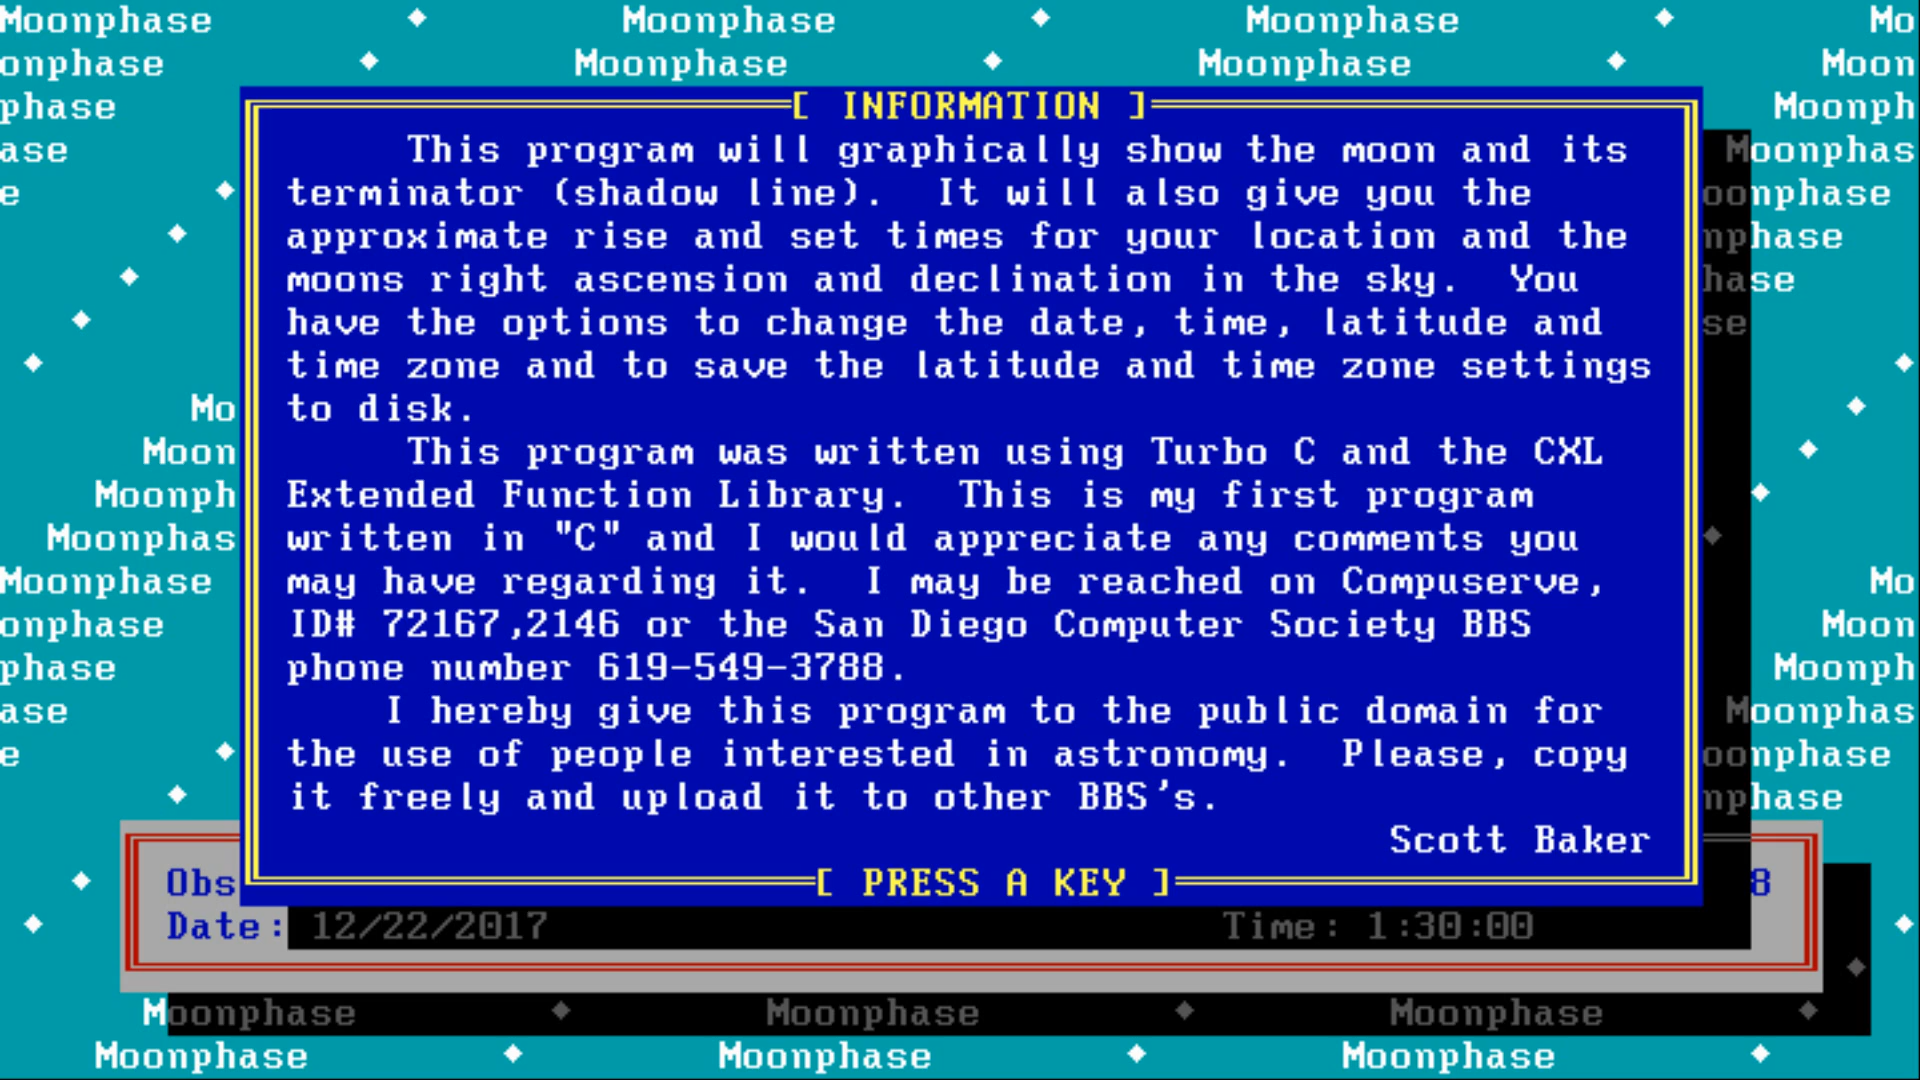 Moonphase ♦ Moonphase ♦ Moonphase ♦ Mo
onphase ♦ Moonphase ♦ Moonphase ♦ Moon
phase [ INFORMATION ] Moonph
ase This program will graphically show the moon and its Moonphas
e ♦ terminator (shadow line).  It will also give you the oonphase
♦ approximate rise and set times for your location and the nphase
♦ moons right ascension and declination in the sky.  You hase
♦ have the options to change the date, time, latitude and se
♦ time zone and to save the latitude and time zone settings ♦
Mo to disk. ♦
Moon This program was written using Turbo C and the CXL ♦
Moonph Extended Function Library.  This is my first program ♦
Moonphas written in "C" and I would appreciate any comments you ♦
Moonphase may have regarding it.  I may be reached on Compuserve, Mo
onphase ID# 72167,2146 or the San Diego Computer Society BBS Moon
phase phone number 619-549-3788. Moonph
ase I hereby give this program to the public domain for Moonphas
e ♦ the use of people interested in astronomy.  Please, copy oonphase
♦ it freely and upload it to other BBS's. nphase
Scott Baker
♦ Obs [ PRESS A KEY ] 8
♦ Date: 12/22/2017 Time: 1:30:00 ♦
♦
Moonphase ♦ Moonphase ♦ Moonphase ♦
Moonphase ♦ Moonphase ♦ Moonphase ♦